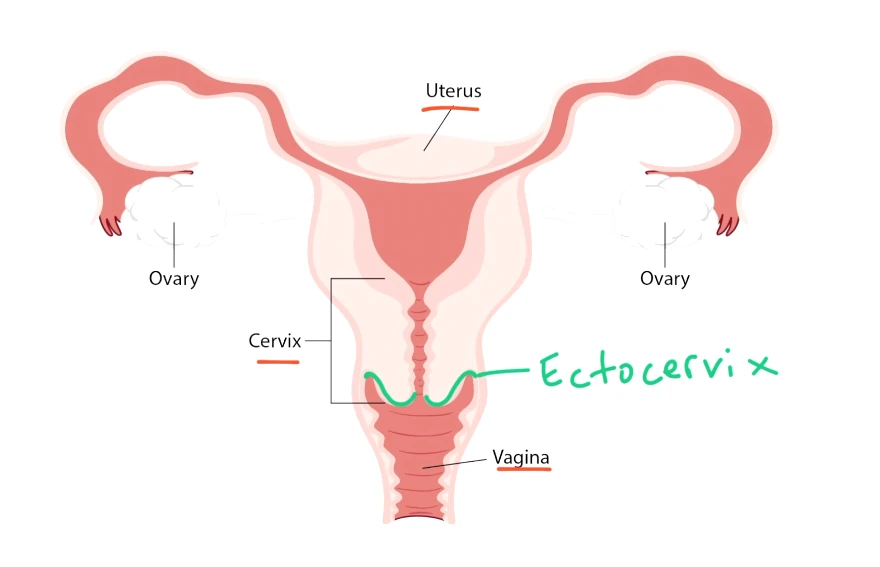 Uterus
Ovary
Ovary
Cervix
Ectocervix
Vagina